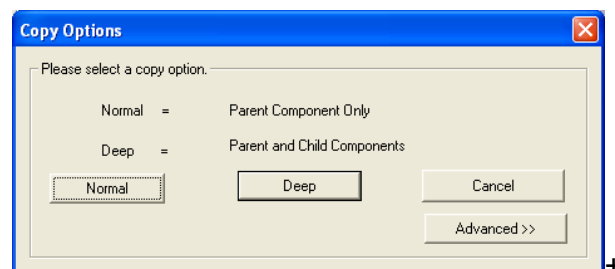 Copy Options
Please select a copy option.
Normal = Parent Component Only
Deep = Parent and Child Components
Normal Deep Cancel
Advanced >>